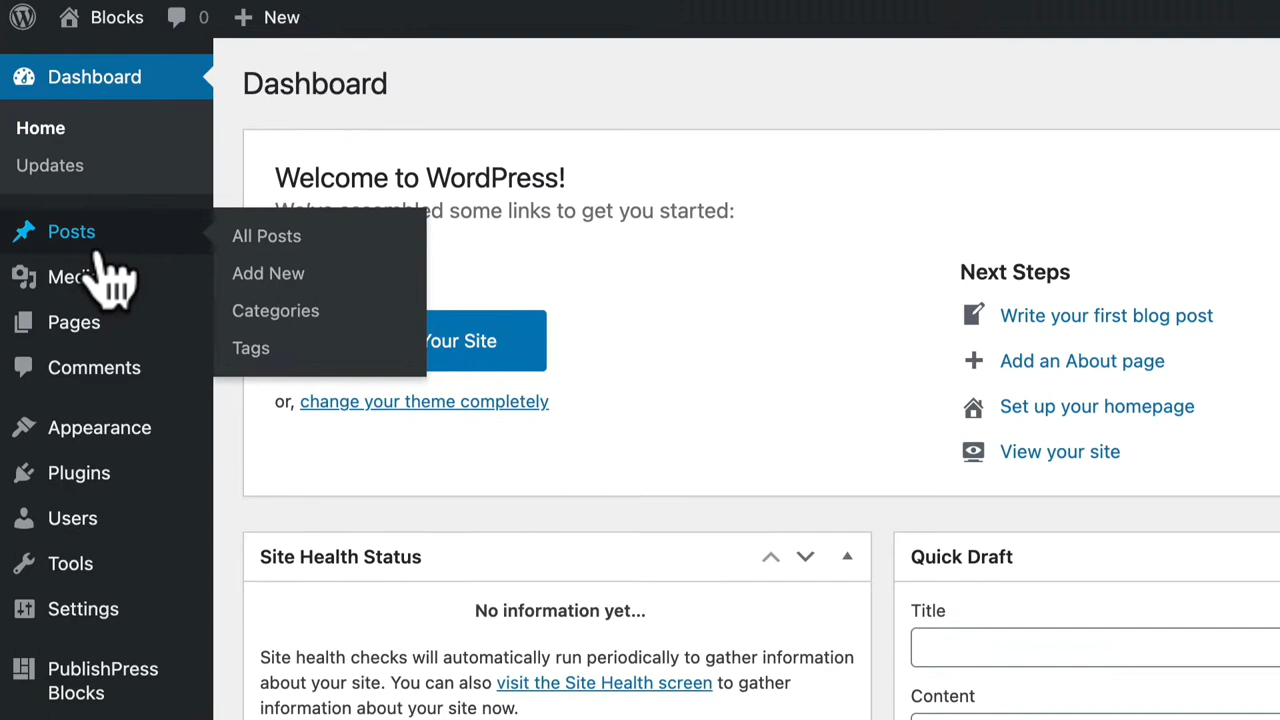 Blocks 0 New
Dashboard
Home
Updates
Posts
Pages
Comments
Appearance
Plugins
Users
Tools
Settings
PublishPress
Blocks
All Posts
Add New
Categories
Tags
Dashboard
Welcome to WordPress!
some links to get you started:
Your Site
or, change your theme completely
Next Steps
Write your first blog post
Add an About page
Set up your homepage
View your site
Site Health Status
No information yet...
Site health checks will automatically run periodically to gather information
about your site. You can also visit the Site Health screen to gather
information about your site now.
Quick Draft
Title
Content